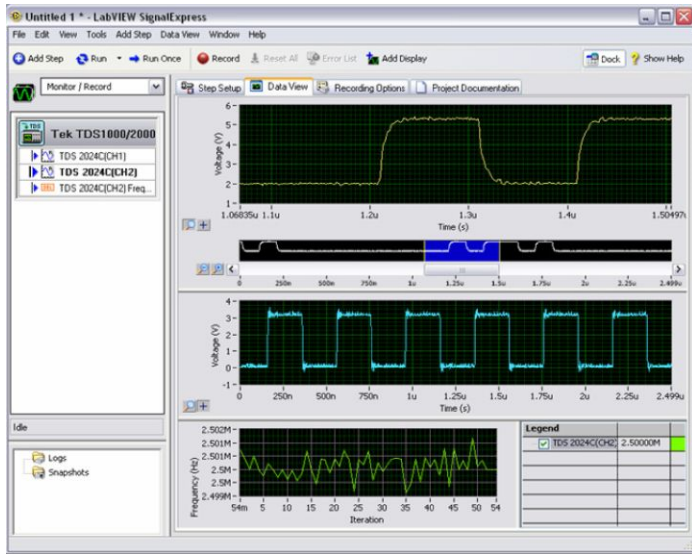 Untitled 1 * - LabVIEW SignalExpress
File Edit View Tools Add Step Data View Window Help
Add Step Run Run Once Record Reset All Error List Add Display Dock Show Help
Monitor / Record
Step Setup Data View Recording Options Project Documentation
Tek TDS1000/2000
TDS 2024C(CH1)
TDS 2024C(CH2)
TDS 2024C(CH2) Freq...
6
5
4
3
2
1
Voltage (V)
1.06835u 1.1u 1.2u 1.3u 1.4u 1.50497u
Time (s)
0 250n 500n 750n 1u 1.25u 1.5u 1.75u 2u 2.25u 2.499u
4
3
2
1
0
-1
Voltage (V)
0 250n 500n 750n 1u 1.25u 1.5u 1.75u 2u 2.25u 2.499u
Time (s)
Idle
Logs
Snapshots
2.502M
2.501M
2.501M
2.5M
2.5M
2.499M
Frequency (Hz)
54m 5 10 15 20 25 30 35 40 45 50 54
Iteration
Legend
TDS 2024C(CH2) 2.50000M